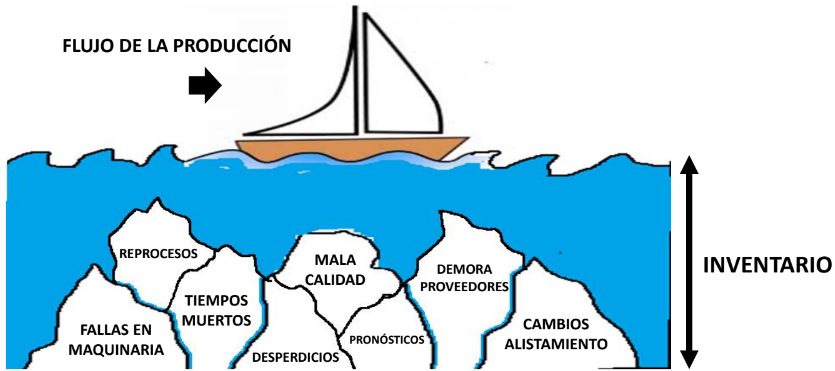 FLUJO DE LA PRODUCCIÓN
INVENTARIO
REPROCESOS
MALA
CALIDAD
DEMORA
PROVEEDORES
TIEMPOS
MUERTOS
FALLAS EN
MAQUINARIA
DESPERDICIOS
PRONÓSTICOS
CAMBIOS
ALISTAMIENTO